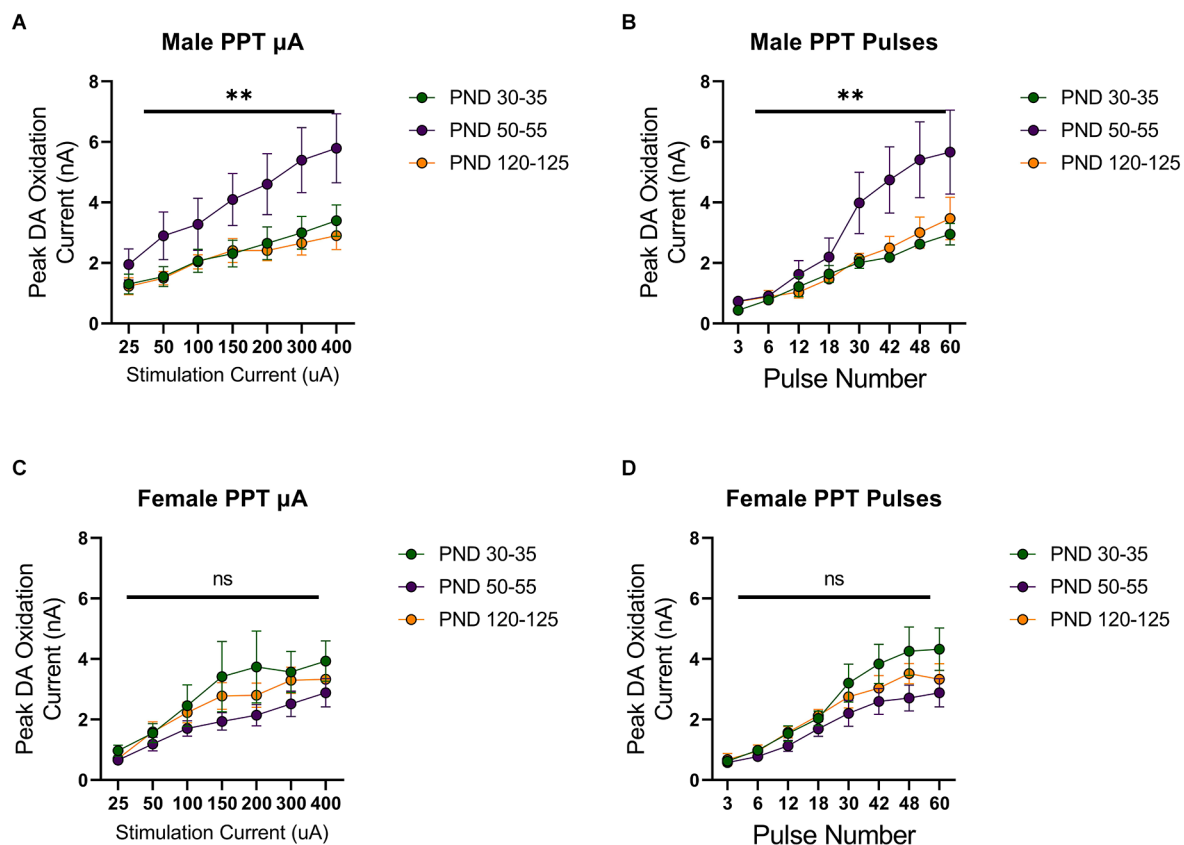 A
Male PPT µA
8
6
4
2
0
Peak DA Oxidation
Current (nA)
**
25 50 100 150 200 300 400
Stimulation Current (uA)
PND 30-35
PND 50-55
PND 120-125
B
Male PPT Pulses
8
6
4
2
0
Peak DA Oxidation
Current (nA)
**
3 6 12 18 30 42 48 60
Pulse Number
PND 30-35
PND 50-55
PND 120-125
C
Female PPT µA
8
6
4
2
0
Peak DA Oxidation
Current (nA)
ns
25 50 100 150 200 300 400
Stimulation Current (uA)
PND 30-35
PND 50-55
PND 120-125
D
Female PPT Pulses
8
6
4
2
0
Peak DA Oxidation
Current (nA)
ns
3 6 12 18 30 42 48 60
Pulse Number
PND 30-35
PND 50-55
PND 120-125